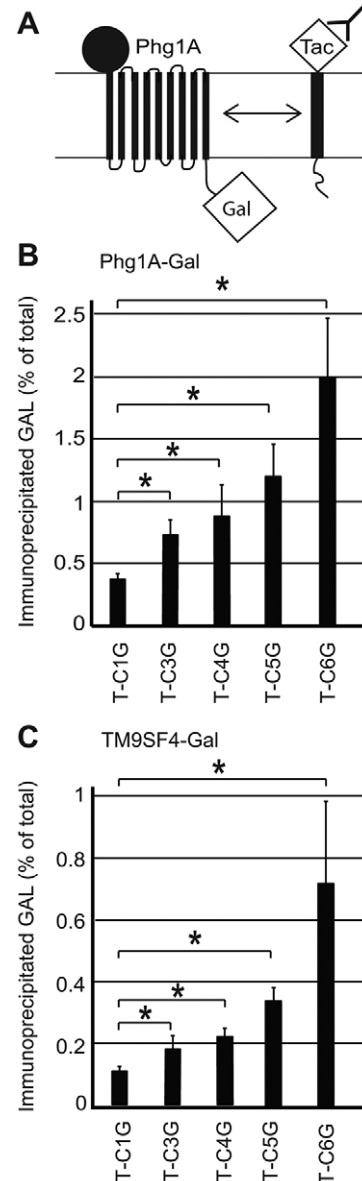 A
Phg1A
Tac
Gal
B
Phg1A-Gal
*
*
*
*
Immunoprecipitated GAL (% of total)
2.5
2
1.5
1
0.5
0
T-C1G
T-C3G
T-C4G
T-C5G
T-C6G
C
TM9SF4-Gal
*
*
*
*
Immunoprecipitated GAL (% of total)
1
0.8
0.6
0.4
0.2
0
T-C1G
T-C3G
T-C4G
T-C5G
T-C6G